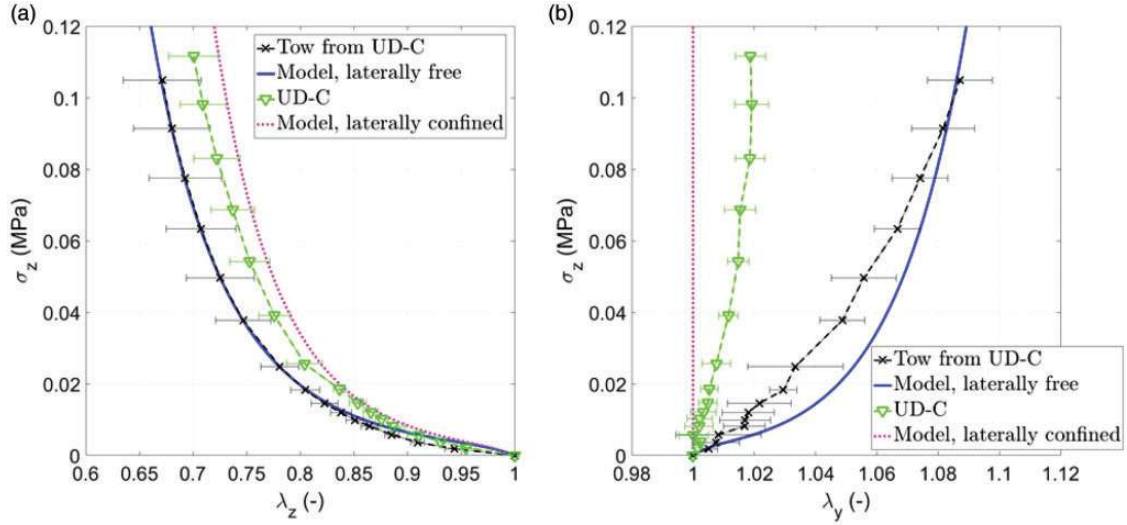 (a)
0.12
0.1
0.08
0.06
0.04
0.02
0
σz (MPa)
Tow from UD-C
Model, laterally free
UD-C
Model, laterally confined
0.6 0.65 0.7 0.75 0.8 0.85 0.9 0.95 1
λz (-)
(b)
0.12
0.1
0.08
0.06
0.04
0.02
0
σz (MPa)
Tow from UD-C
Model, laterally free
UD-C
Model, laterally confined
0.98 1 1.02 1.04 1.06 1.08 1.1 1.12
λy (-)